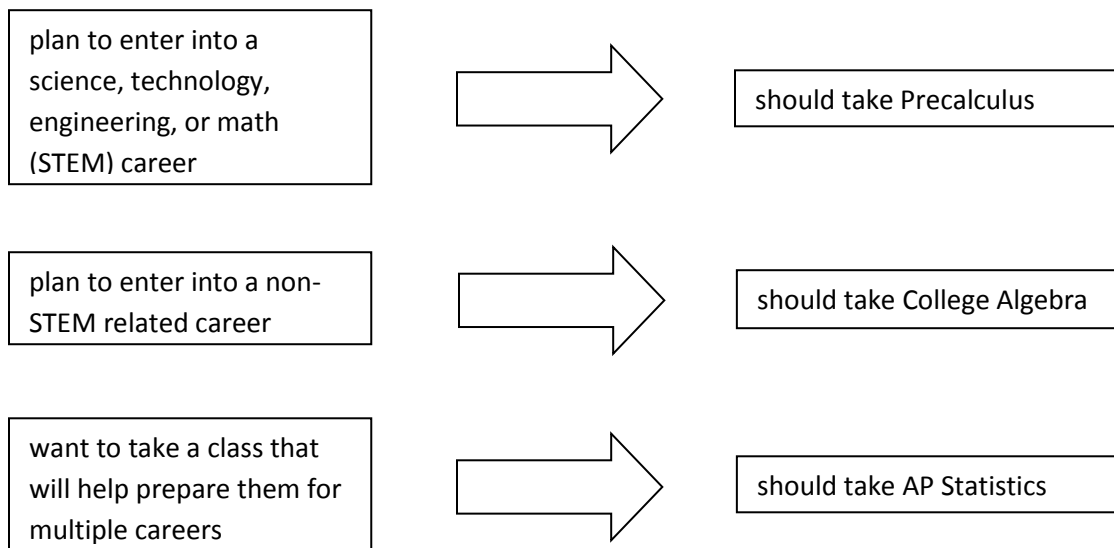 plan to enter into a
science, technology,
engineering, or math
(STEM) career
should take Precalculus
plan to enter into a non-
STEM related career
should take College Algebra
want to take a class that
will help prepare them for
multiple careers
should take AP Statistics